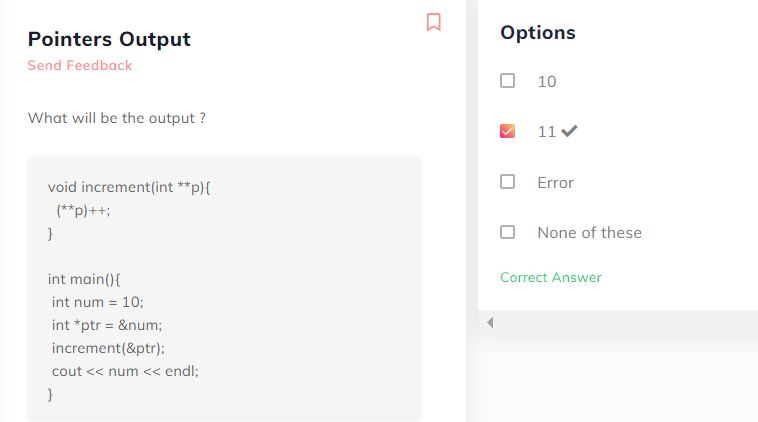 Pointers Output
Send Feedback
What will be the output ?
void increment(int **p){
(**p)++;
}
int main(){
int num = 10;
int *ptr = &num;
increment(&ptr);
cout << num << endl;
}
Options
10
11
Error
None of these
Correct Answer